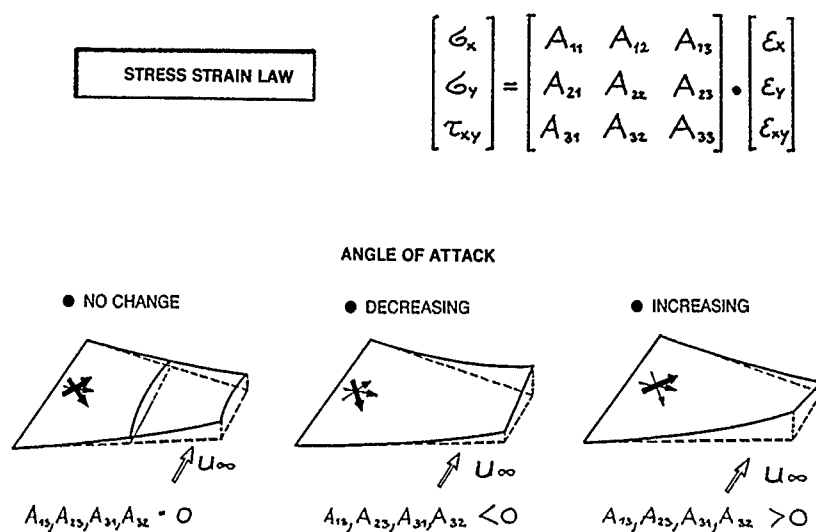 STRESS STRAIN LAW
[σx σy τxy] = [A11 A12 A13 A21 A22 A23 A31 A32 A33] • [εx εy εxy]
ANGLE OF ATTACK
● NO CHANGE ● DECREASING ● INCREASING
U∞ U∞ U∞
A13,A23,A31,A32 = 0 A13,A23,A31,A32 <0 A13,A23,A31,A32 >0